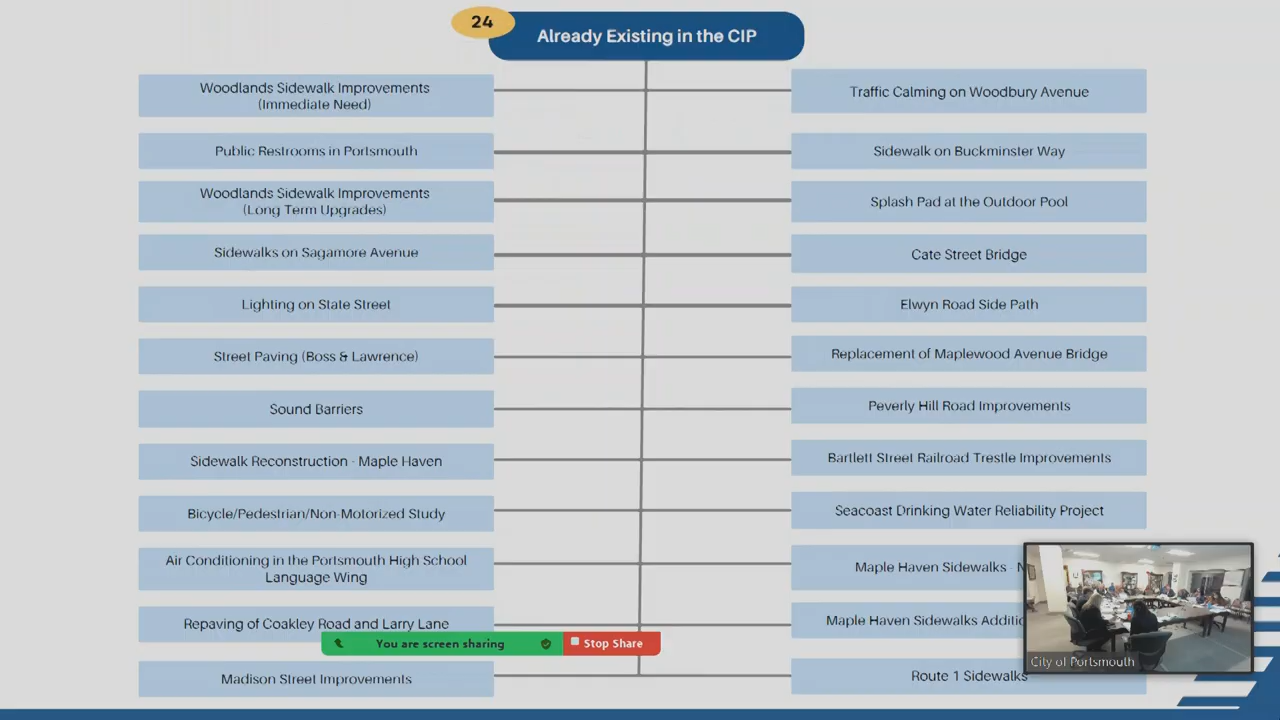 24
Already Existing in the CIP
Woodlands Sidewalk Improvements
(Immediate Need)
Public Restrooms in Portsmouth
Woodlands Sidewalk Improvements
(Long Term Upgrades)
Sidewalks on Sagamore Avenue
Lighting on State Street
Street Paving (Boss & Lawrence)
Sound Barriers
Sidewalk Reconstruction - Maple Haven
Bicycle/Pedestrian/Non-Motorized Study
Air Conditioning in the Portsmouth High School
Language Wing
Repaving of Coakley Road and Larry Lane
Madison Street Improvements
Traffic Calming on Woodbury Avenue
Sidewalk on Buckminster Way
Splash Pad at the Outdoor Pool
Cate Street Bridge
Elwyn Road Side Path
Replacement of Maplewood Avenue Bridge
Peverly Hill Road Improvements
Bartlett Street Railroad Trestle Improvements
Seacoast Drinking Water Reliability Project
Maple Haven Sidewalks -
Maple Haven Sidewalks
Route 1 Sidewalks
You are screen sharing
Stop Share
City of Portsmouth